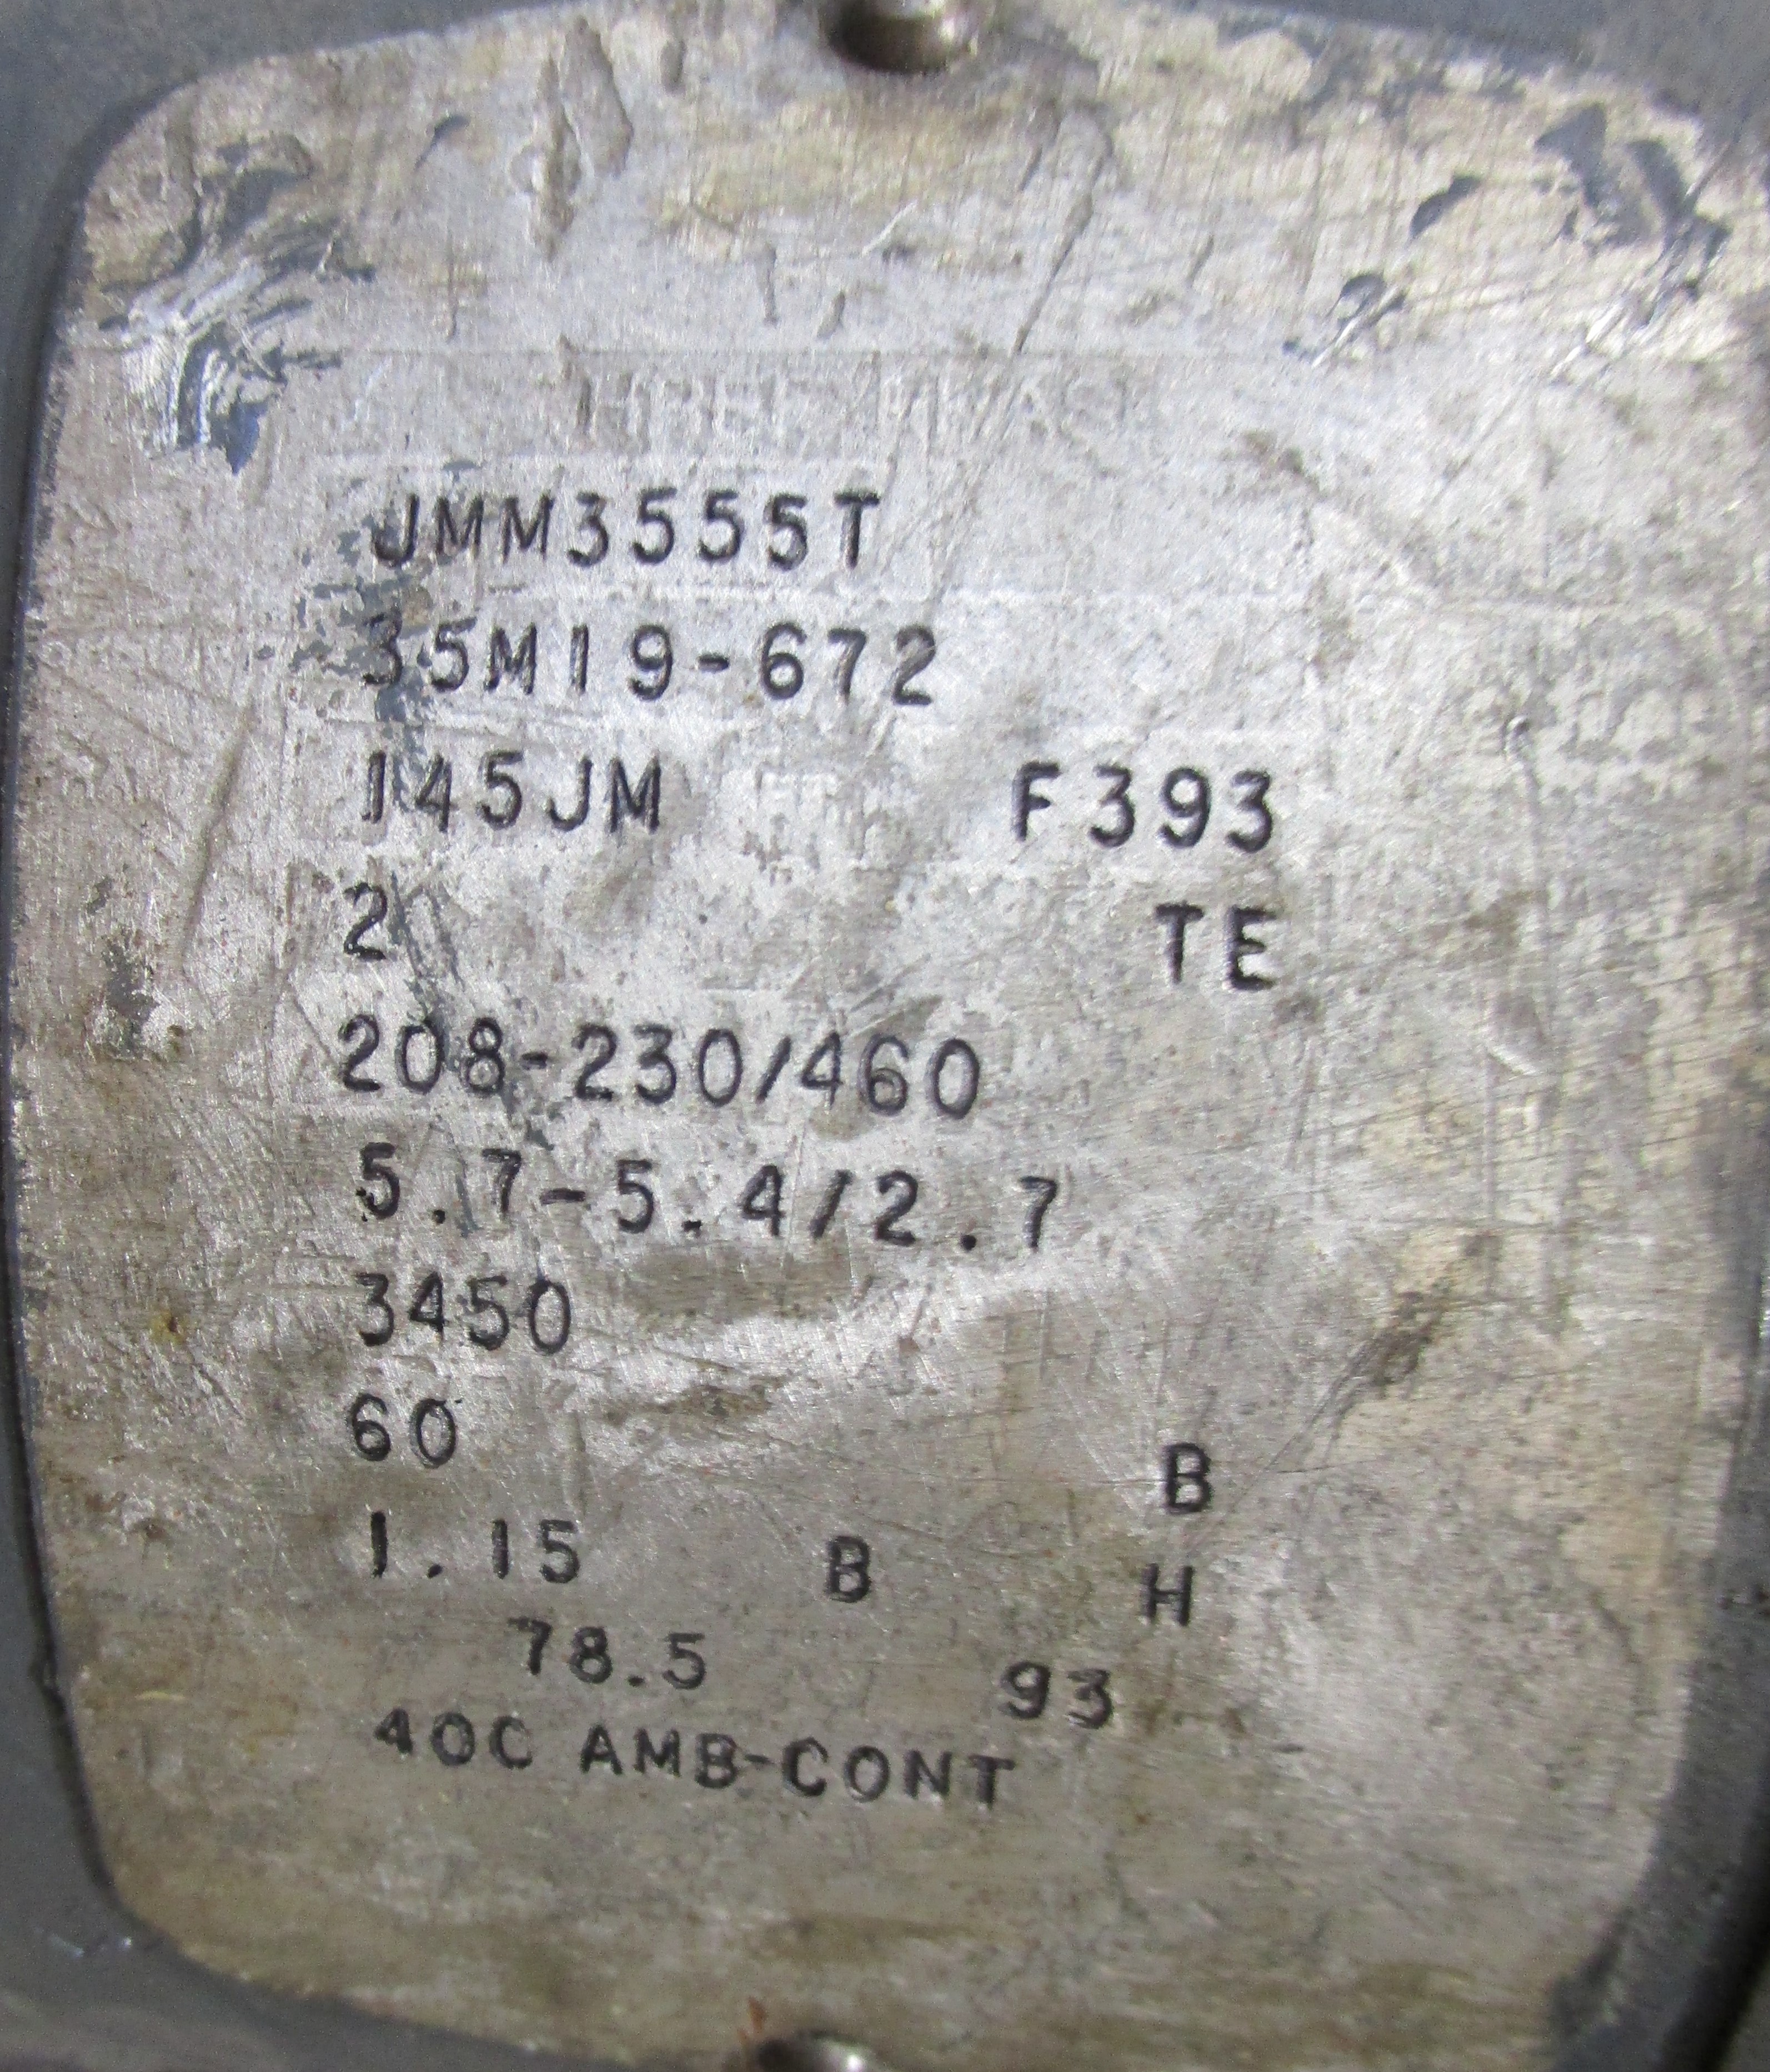 JMM3555T
35M19-672
145JM F393
2 TE
208-230/460
5.7-5.4/2.7
3450
60 B
1.15 B H
78.5 93
40C AMB-CONT